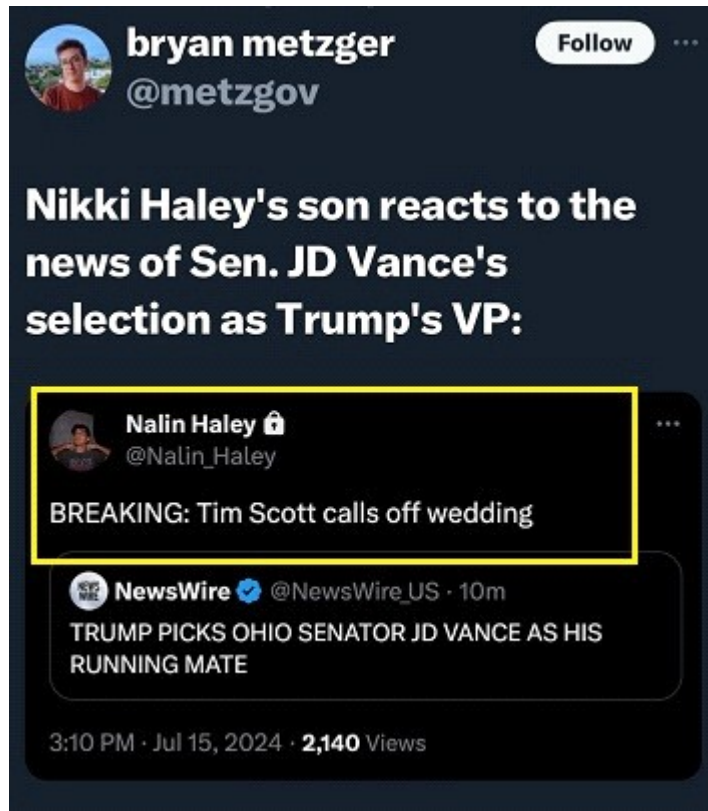 bryan metzger
Follow ...
@metzgov
Nikki Haley's son reacts to the
news of Sen. JD Vance's
selection as Trump's VP:
Nalin Haley
...
@Nalin_Haley
BREAKING: Tim Scott calls off wedding
NEWS WIRE
NewsWire @NewsWire_US · 10m
TRUMP PICKS OHIO SENATOR JD VANCE AS HIS
RUNNING MATE
3:10 PM · Jul 15, 2024 · 2,140 Views